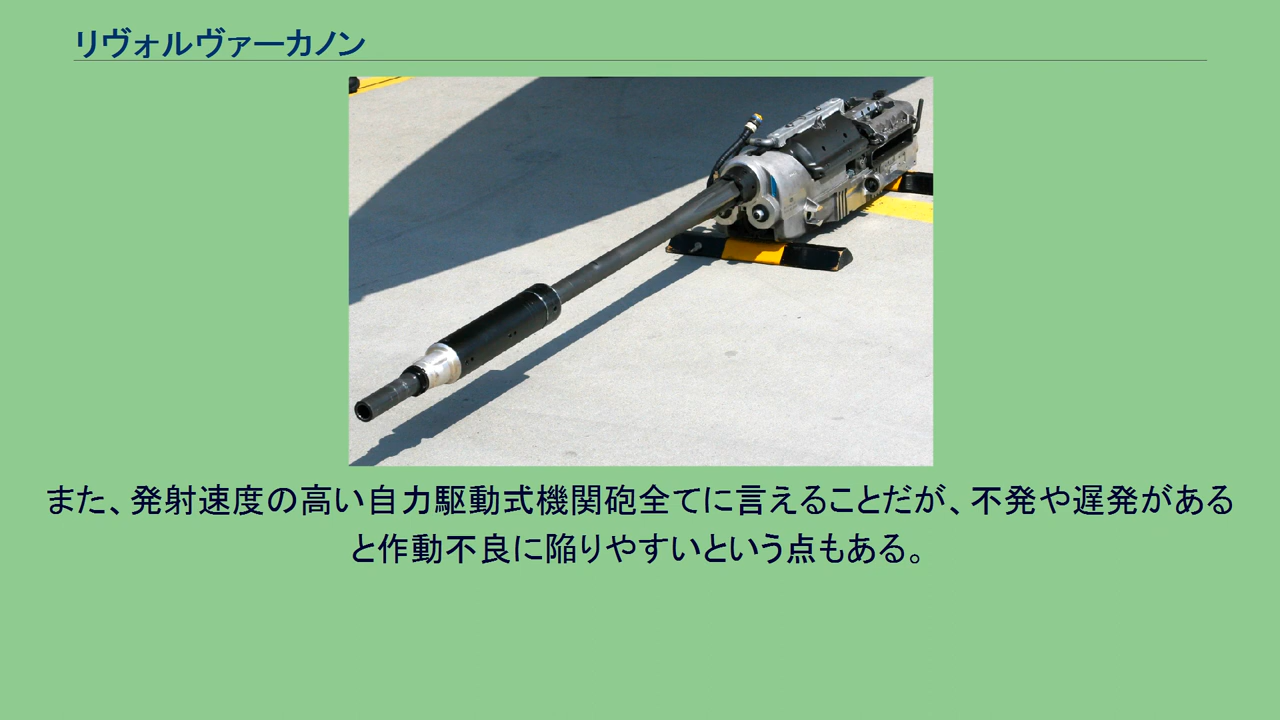 リヴォルヴァーカノン
また、発射速度の高い自力駆動式機関砲全てに言えることだが、不発や遅発がある
と作動不良に陥りやすいという点もある。